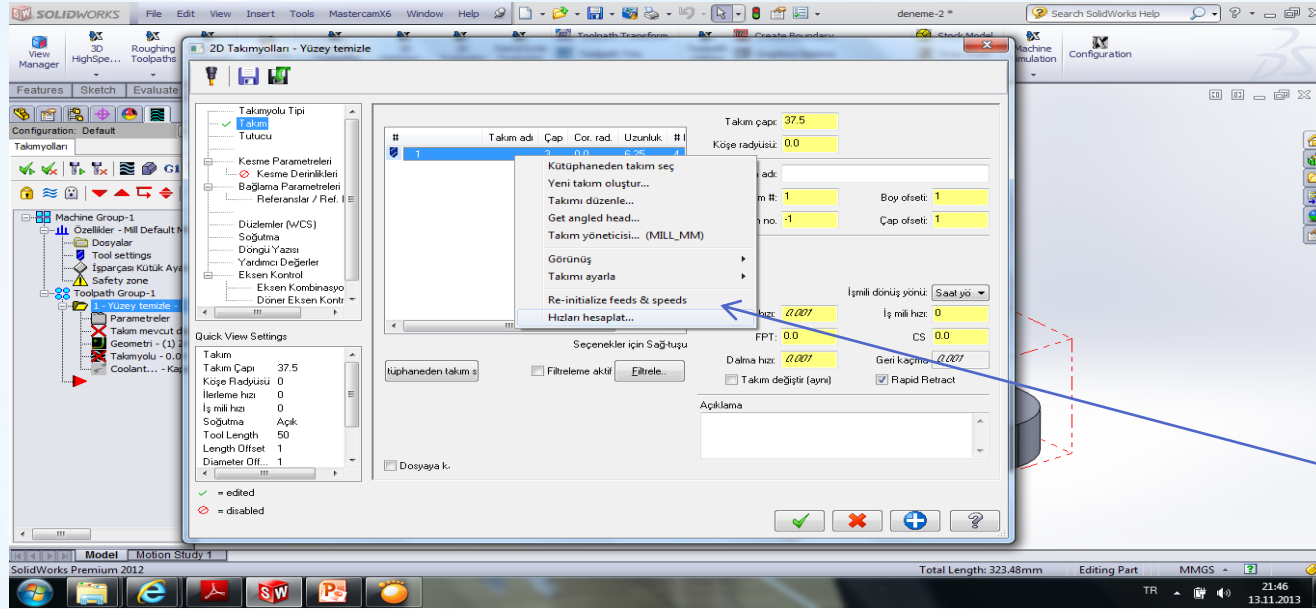 SOLIDWORKS File Edit View Insert Tools MastercamX6 Window Help deneme-2 * Search SolidWorks Help
View Manager
3D HighSpe...
Roughing Toolpaths
Toolpath Transform
Create Boundary
Stock Model
Machine
Configuration
Features Sketch Evaluate
Configuration: Default
Takımyolları
G1
Machine Group-1
Özellikler - Mill Default M
Dosyalar
Tool settings
İşparçası Kütük Aya
Safety zone
Toolpath Group-1
1 - Yüzey temizle -
Parametreler
Takım mevcut d
Geometri - (1) Z
Takımyolu - 0.0
Coolant... - Kap
2D Takımyolları - Yüzey temizle
Takımyolu Tipi
Takım
Tutucu
Kesme Parametreleri
Kesme Derinlikleri
Bağlama Parametreleri
Referanslar / Ref. l
Düzlemler (WCS)
Soğutma
Döngü Yazısı
Yardımcı Değerler
Eksen Kontrol
Eksen Kombinasyo
Döner Eksen Kontr
Quick View Settings
Takım
Takım Çapı 37.5
Köşe Radyüsü 0
İlerleme hızı 0
İş mili hızı 0
Soğutma Açık
Tool Length 50
Length Offset 1
Diameter Off... 1
= edited
= disabled
# Takım adı Çap Cor. rad. Uzunluk # l
1
Kütüphaneden takım seç
Yeni takım oluştur...
Takımı düzenle...
Get angled head...
Takım yöneticisi... (MILL_MM)
Görünüş
Takımı ayarla
Re-initialize feeds & speeds
Hızları hesaplat...
Seçenekler için Sağ-tuşu
tüphaneden takım s
Filtreleme aktif Filtrele..
Dosyaya k.
Takım çapı: 37.5
Köşe radyüsü: 0.0
adı:
m #: 1 Boy ofseti: 1
no. -1 Çap ofseti: 1
İşmili dönüş yönü: Saat yö
hızı: 0.001 İş mili hızı: 0
FPT: 0.0 CS 0.0
Dalma hızı: 0.001 Geri kaçma 0.001
Takım değiştir (aynı) Rapid Retract
Açıklama
Model Motion Study 1
SolidWorks Premium 2012 Total Length: 323.48mm Editing Part MMGS
TR 21:46
13.11.2013